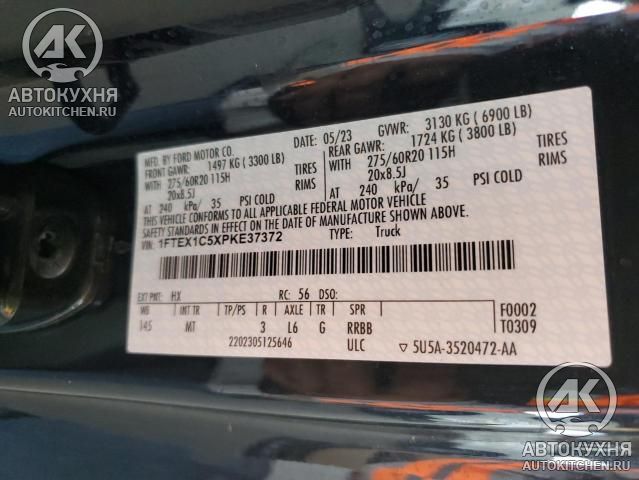 АК
АВТОКУХНЯ
AUTOKITCHEN.RU
MFD. BY FORD MOTOR CO.
DATE: 05/23 GVWR: 3130 KG ( 6900 LB)
FRONT GAWR: 1497 KG ( 3300 LB)
REAR GAWR: 1724 KG ( 3800 LB)
WITH 275/60R20 115H TIRES
WITH 275/60R20 115H TIRES
20x8.5J RIMS
20x8.5J RIMS
AT 240 kPa/ 35 PSI COLD
AT 240 kPa/ 35 PSI COLD
THIS VEHICLE CONFORMS TO ALL APPLICABLE FEDERAL MOTOR VEHICLE
SAFETY STANDARDS IN EFFECT ON THE DATE OF MANUFACTURE SHOWN ABOVE.
VIN: 1FTEX1C5XPKE37372 TYPE: Truck
EXT PNT: HX RC: 56 DSO:
WB INT TR TP/PS R AXLE TR SPR F0002
145 MT 3 L6 G RRBB T0309
2202305125646 ULC ▽ 5U5A-3520472-AA
АК
АВТОКУХНЯ
AUTOKITCHEN.RU